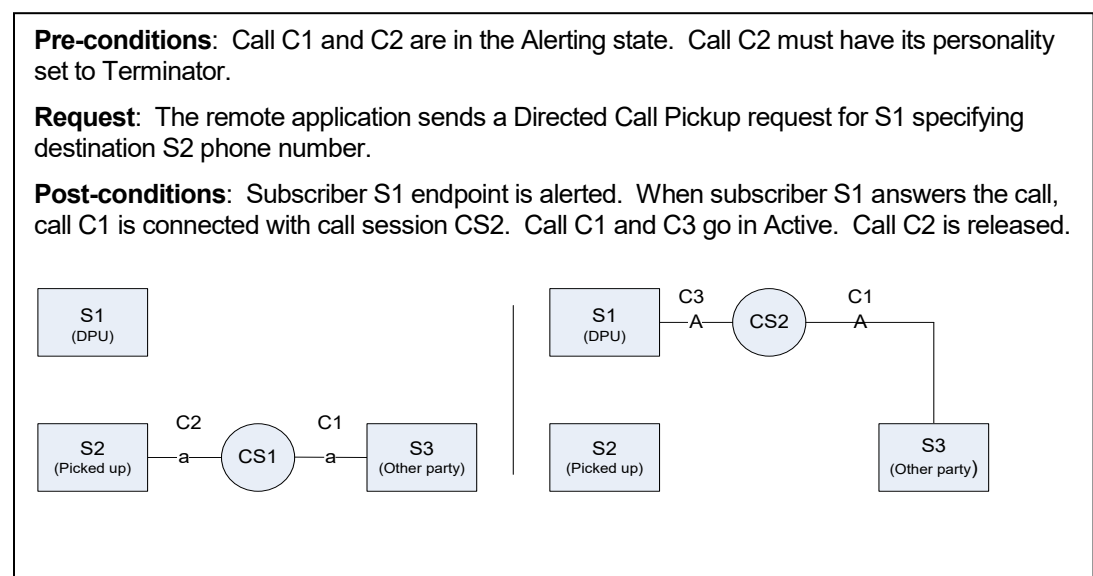 Pre-conditions: Call C1 and C2 are in the Alerting state. Call C2 must have its personality
set to Terminator.
Request: The remote application sends a Directed Call Pickup request for S1 specifying
destination S2 phone number.
Post-conditions: Subscriber S1 endpoint is alerted. When subscriber S1 answers the call,
call C1 is connected with call session CS2. Call C1 and C3 go in Active. Call C2 is released.
S1
(DPU)
C2
C1
S2
(Picked up)
a
CS1
a
S3
(Other party)
C3
C1
S1
(DPU)
A
CS2
A
S2
(Picked up)
S3
(Other party)